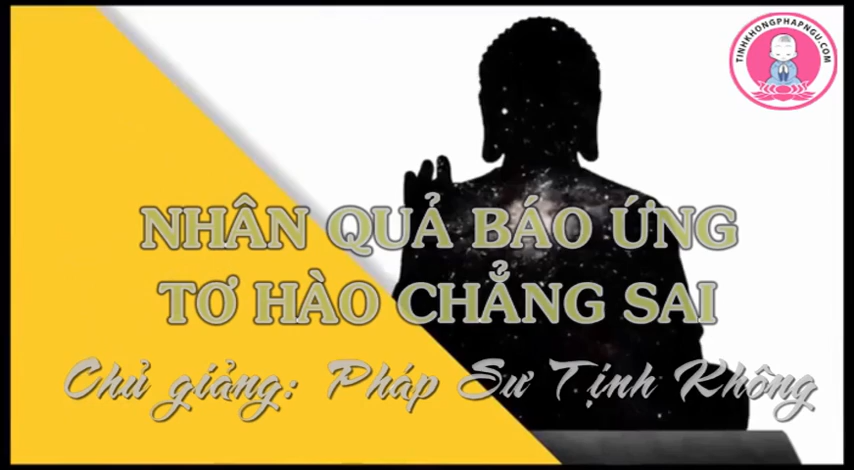 TINHKHONGPHAPNGU.COM
NHÂN QUẢ BÁO ỨNG
TƠ HÀO CHẲNG SAI
Chủ giảng: Pháp Sư Tịnh Không